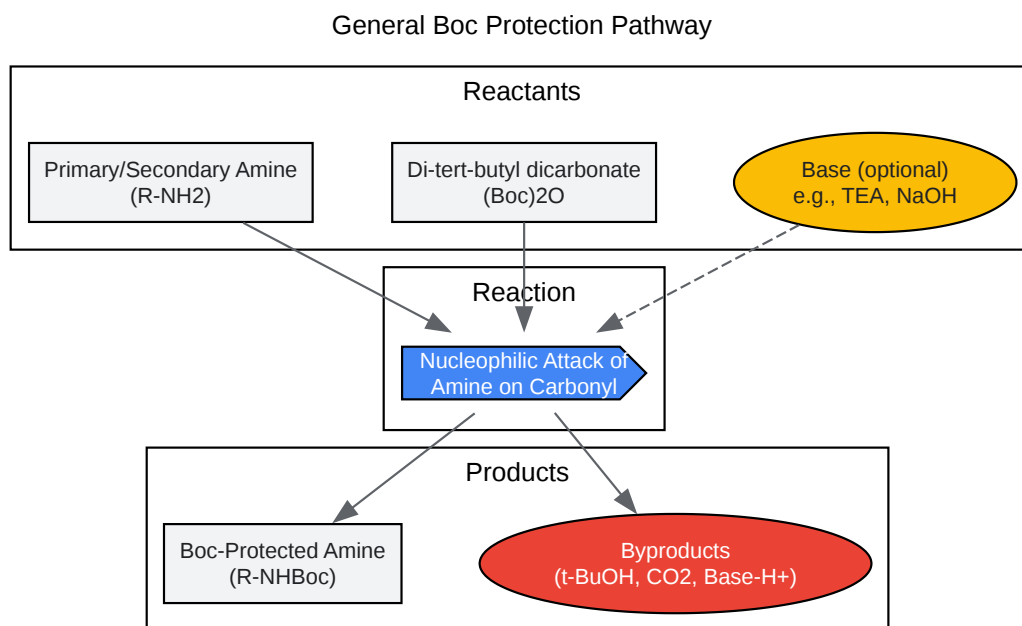 General Boc Protection Pathway
Reactants
Primary/Secondary Amine
(R-NH2)
Di-tert-butyl dicarbonate
(Boc)2O
Base (optional)
e.g., TEA, NaOH
Reaction
Nucleophilic Attack of
Amine on Carbonyl
Products
Boc-Protected Amine
(R-NHBoc)
Byproducts
(t-BuOH, CO2, Base-H+)